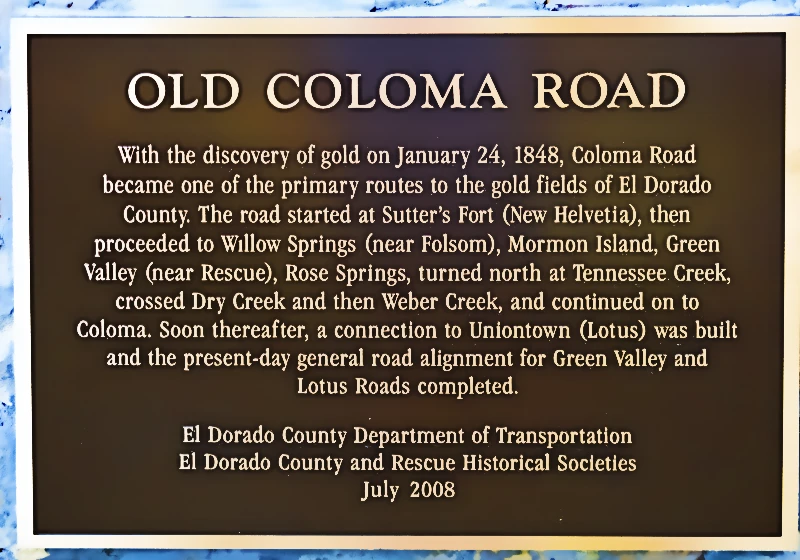 OLD COLOMA ROAD
With the discovery of gold on January 24, 1848, Coloma Road
became one of the primary routes to the gold fields of El Dorado
County. The road started at Sutter's Fort (New Helvetia), then
proceeded to Willow Springs (near Folsom), Mormon Island, Green
Valley (near Rescue), Rose Springs, turned north at Tennessee Creek,
crossed Dry Creek and then Weber Creek, and continued on to
Coloma. Soon thereafter, a connection to Uniontown (Lotus) was built
and the present-day general road alignment for Green Valley and
Lotus Roads completed.
El Dorado County Department of Transportation
El Dorado County and Rescue Historical Societies
July 2008